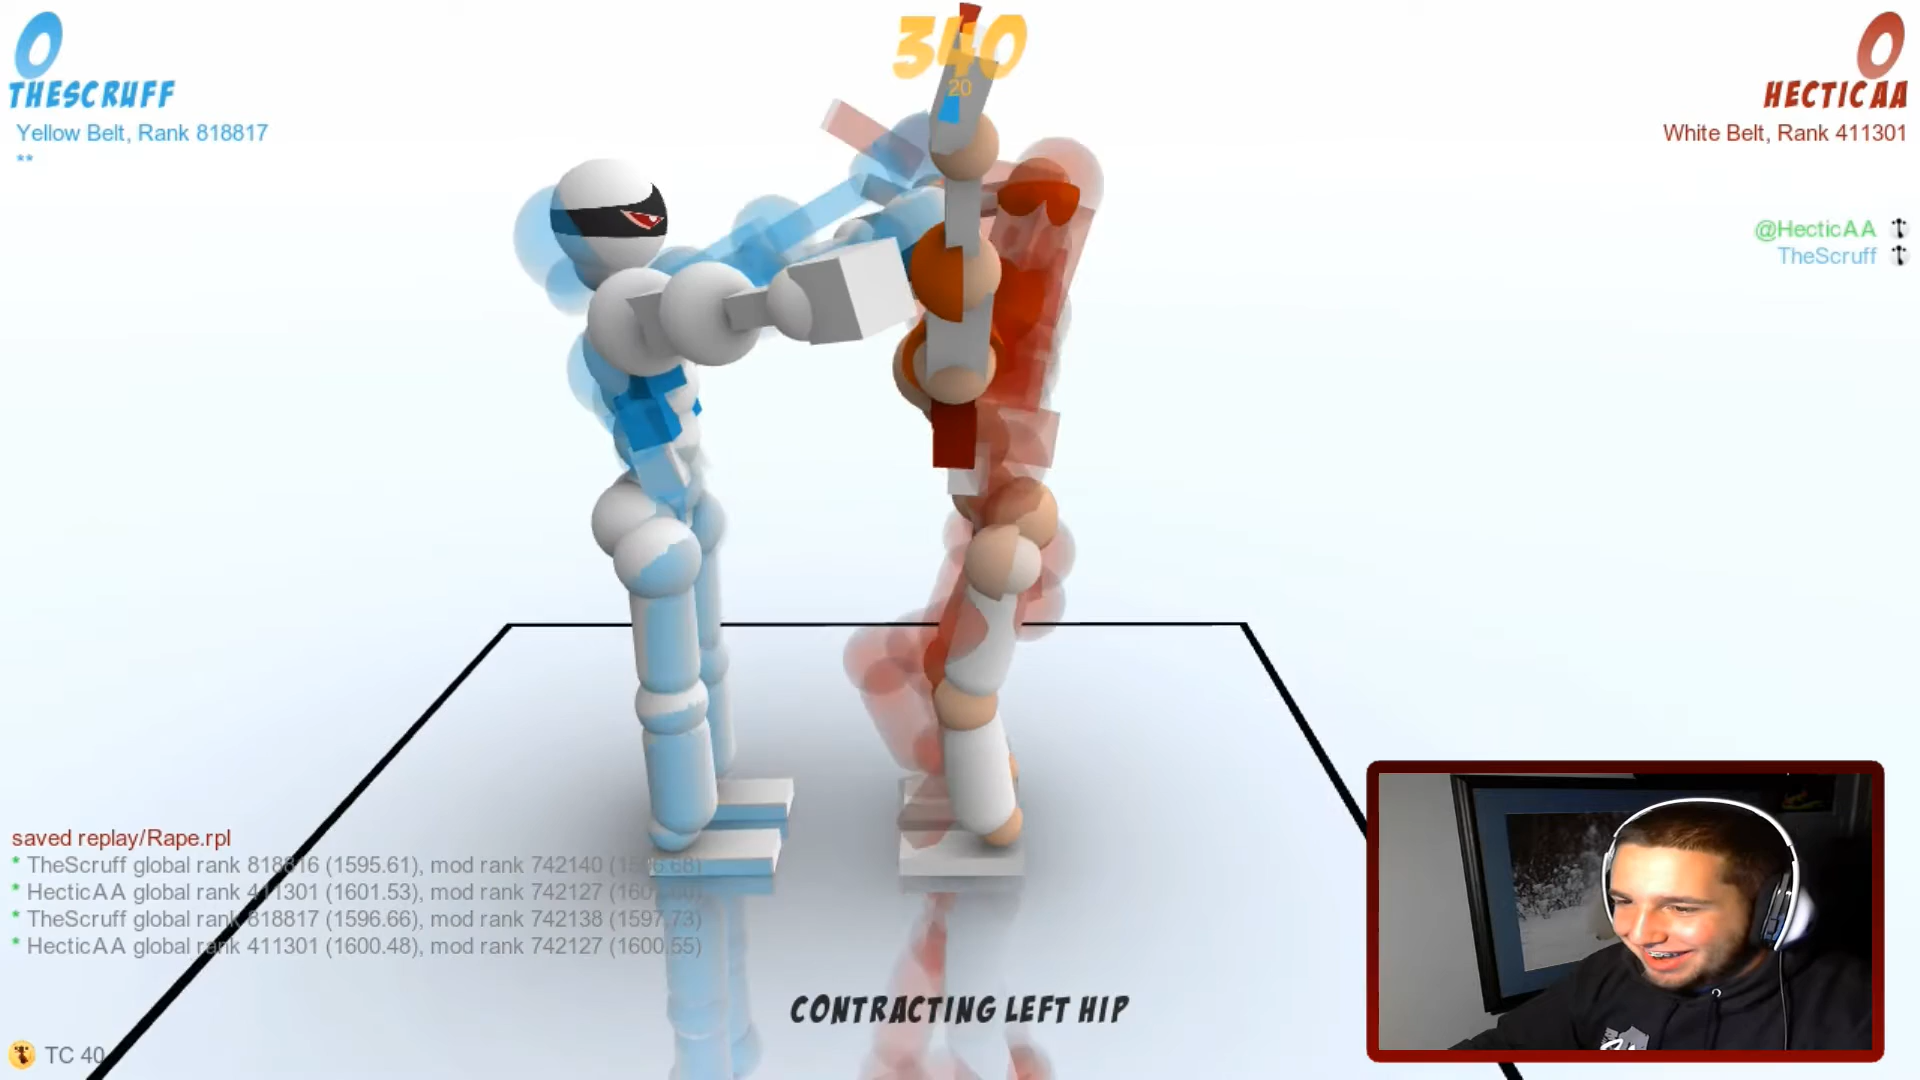 0
THESCRUFF
Yellow Belt, Rank 818817
**
340
20
0
HECTICAA
White Belt, Rank 411301
@HecticAA
TheScruff
saved replay/Rape.rpl
* TheScruff global rank 818816 (1595.61), mod rank 742140 (1596.68)
* HecticAA global rank 411301 (1601.53), mod rank 742127
* TheScruff global rank 818817 (1596.66), mod rank 742138 (1597.73)
* HecticAA global rank 411301 (1600.48), mod rank 742127 (1600.55)
CONTRACTING LEFT HIP
TC 40